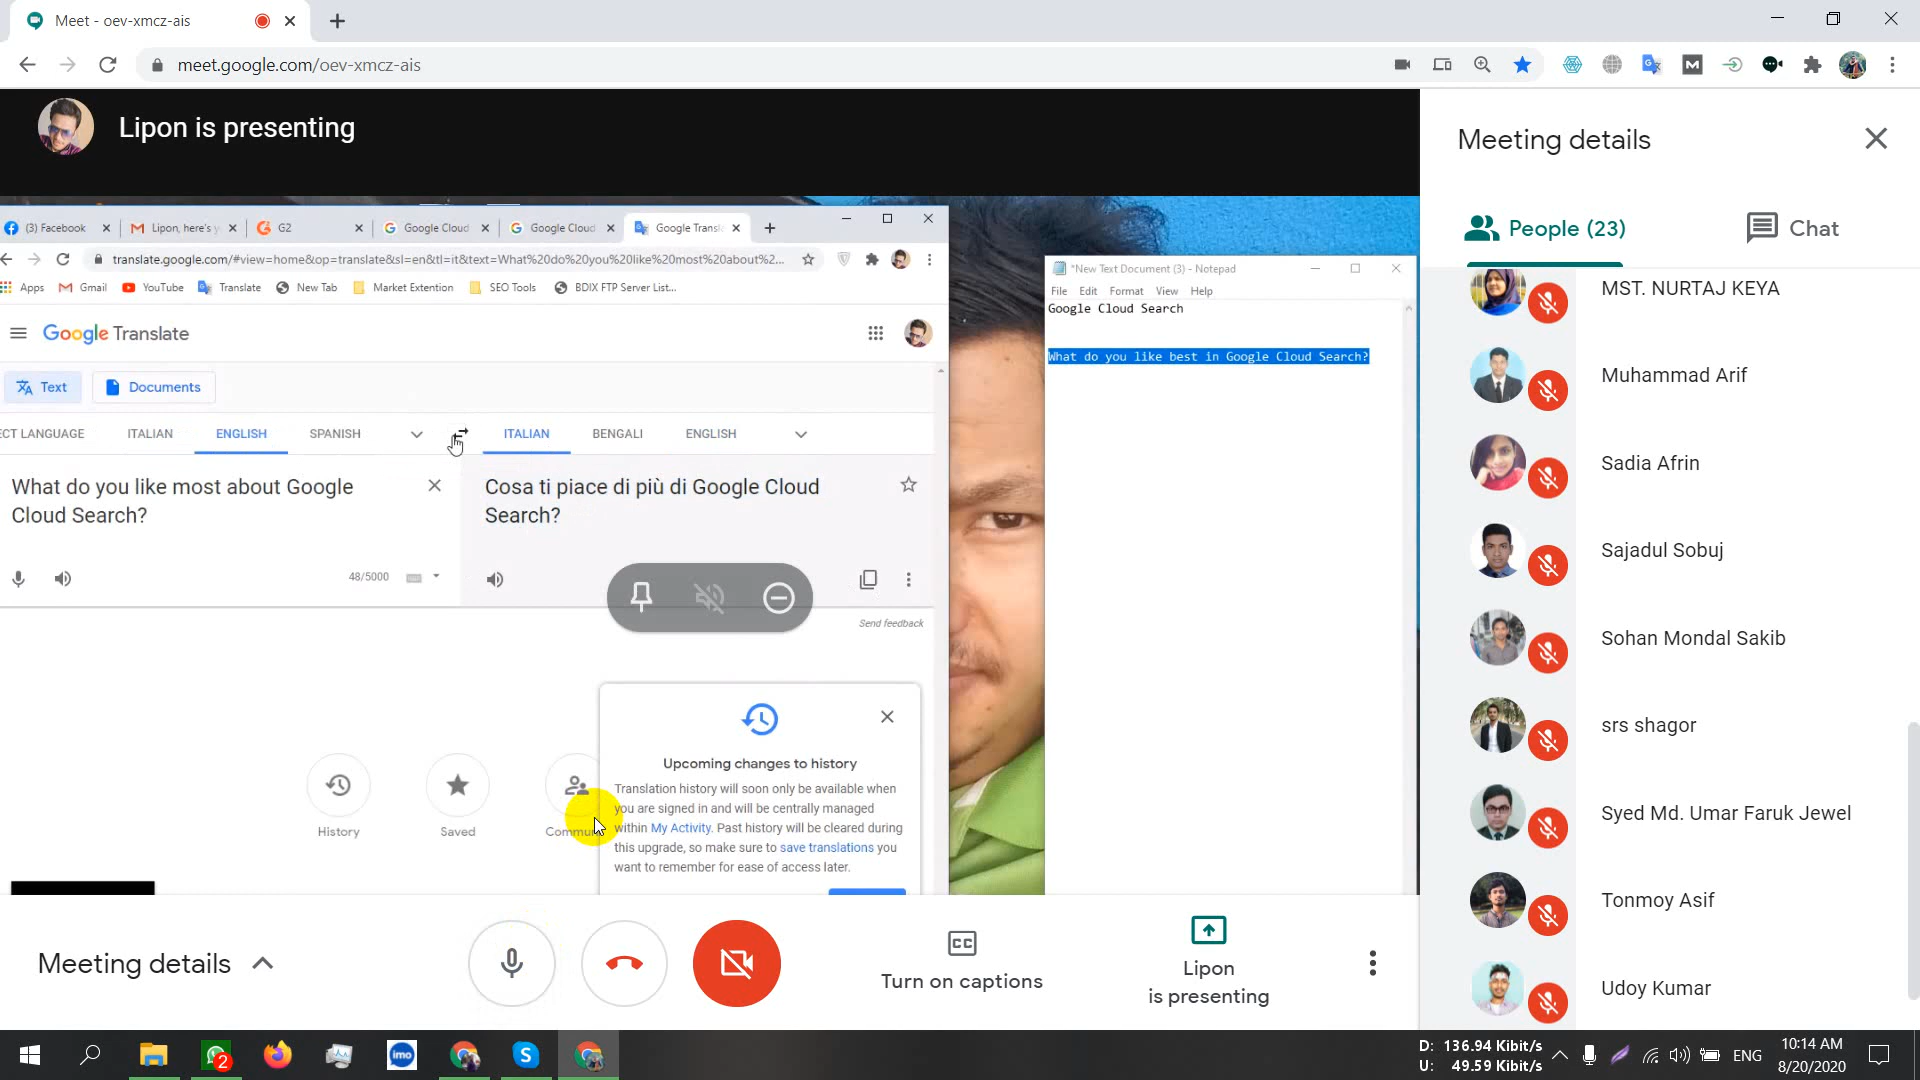 Meet - oev-xmcz-ais
meet.google.com/oev-xmcz-ais
Lipon is presenting
(3) Facebook
Lipon, here's y
G2
Google Cloud
Google Cloud
Google Transl
translate.google.com/#view=home&op=translate&sl=en&tl=it&text=What%20do%20you%20like%20most%20about%2...
Apps
Gmail
YouTube
Translate
New Tab
Market Extention
SEO Tools
BDIX FTP Server List...
Google Translate
Text
Documents
ECT LANGUAGE
ITALIAN
ENGLISH
SPANISH
ITALIAN
BENGALI
ENGLISH
What do you like most about Google
Cloud Search?
48/5000
Cosa ti piace di più di Google Cloud
Search?
Send feedback
History
Saved
Commun
Upcoming changes to history
Translation history will soon only be available when
you are signed in and will be centrally managed
within My Activity. Past history will be cleared during
this upgrade, so make sure to save translations you
want to remember for ease of access later.
*New Text Document (3) - Notepad
File Edit Format View Help
Google Cloud Search
What do you like best in Google Cloud Search?
Meeting details
People (23)
Chat
MST. NURTAJ KEYA
Muhammad Arif
Sadia Afrin
Sajadul Sobuj
Sohan Mondal Sakib
srs shagor
Syed Md. Umar Faruk Jewel
Tonmoy Asif
Udoy Kumar
Meeting details
Turn on captions
Lipon
is presenting
2
imo
D: 136.94 Kibit/s
U: 49.59 Kibit/s
ENG
10:14 AM
8/20/2020